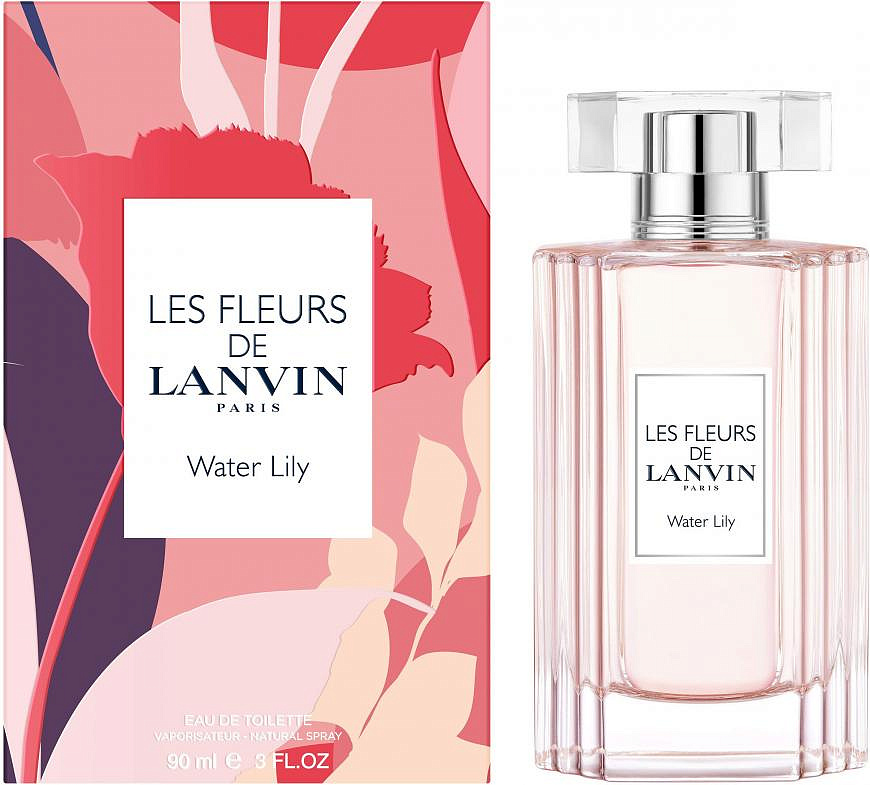 LES FLEURS
DE
LANVIN
PARIS
Water Lily
EAU DE TOILETTE
VAPORISATEUR - NATURAL SPRAY
90 ml ℮ 3 FL.OZ
LES FLEURS
DE
LANVIN
PARIS
Water Lily